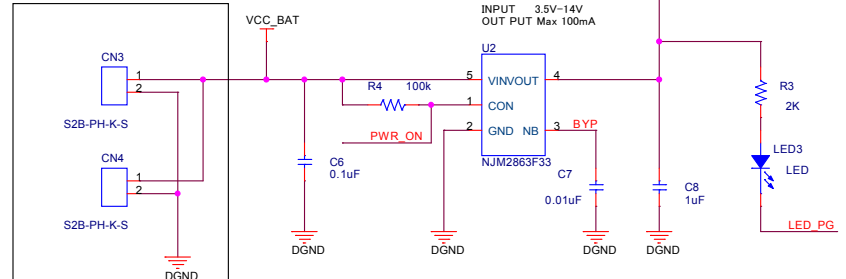 INPUT 3.5V-14V
OUT PUT Max 100mA
VCC_BAT
U2
CN3
1
2
S2B-PH-K-S
CN4
1
2
S2B-PH-K-S
DGND
R4 100k
PWR_ON
C6
0.1uF
DGND
5 VIN VOUT 4
1 CON
2 GND NB 3
NJM2863F33
DGND
BYP
C7
0.01uF
DGND
C8
1uF
DGND
R3
2K
LED3
LED
LED_PG